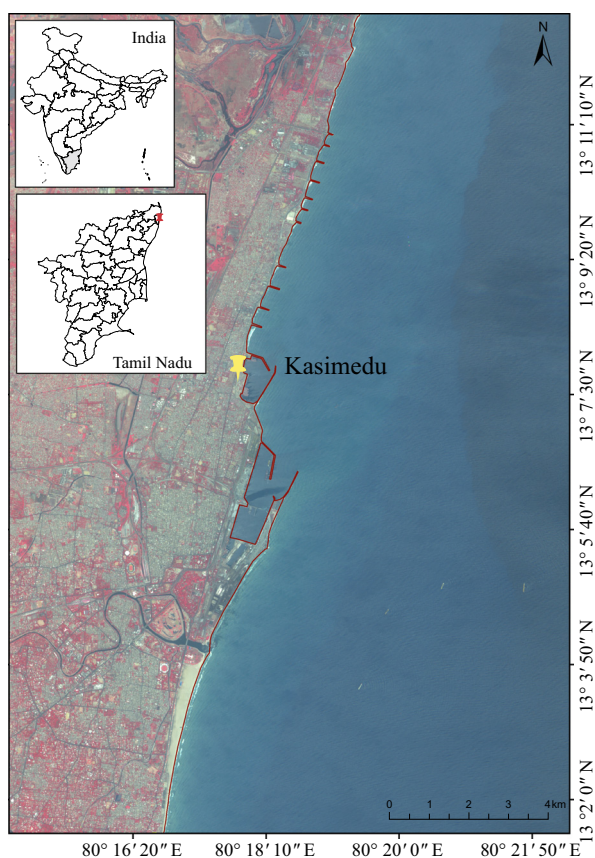 India
N
Tamil Nadu
Kasimedu
13° 11′ 10″ N
13° 9′ 20″ N
13° 7′ 30″ N
13° 5′ 40″ N
13° 3′ 50″ N
13° 2′ 0″ N
0 1 2 3 4 km
80° 16′ 20″ E 80° 18′ 10″ E 80° 20′ 0″ E 80° 21′ 50″ E